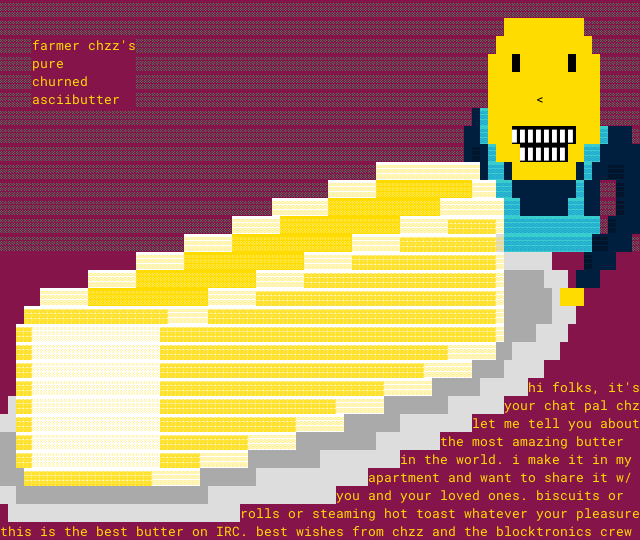 farmer chzz's
pure
churned
asciibutter
hi folks, it's
your chat pal chz
let me tell you about
the most amazing butter
in the world. i make it in my
apartment and want to share it w/
you and your loved ones. biscuits or
rolls or steaming hot toast whatever your pleasure
this is the best butter on IRC. best wishes from chzz and the blocktronics crew